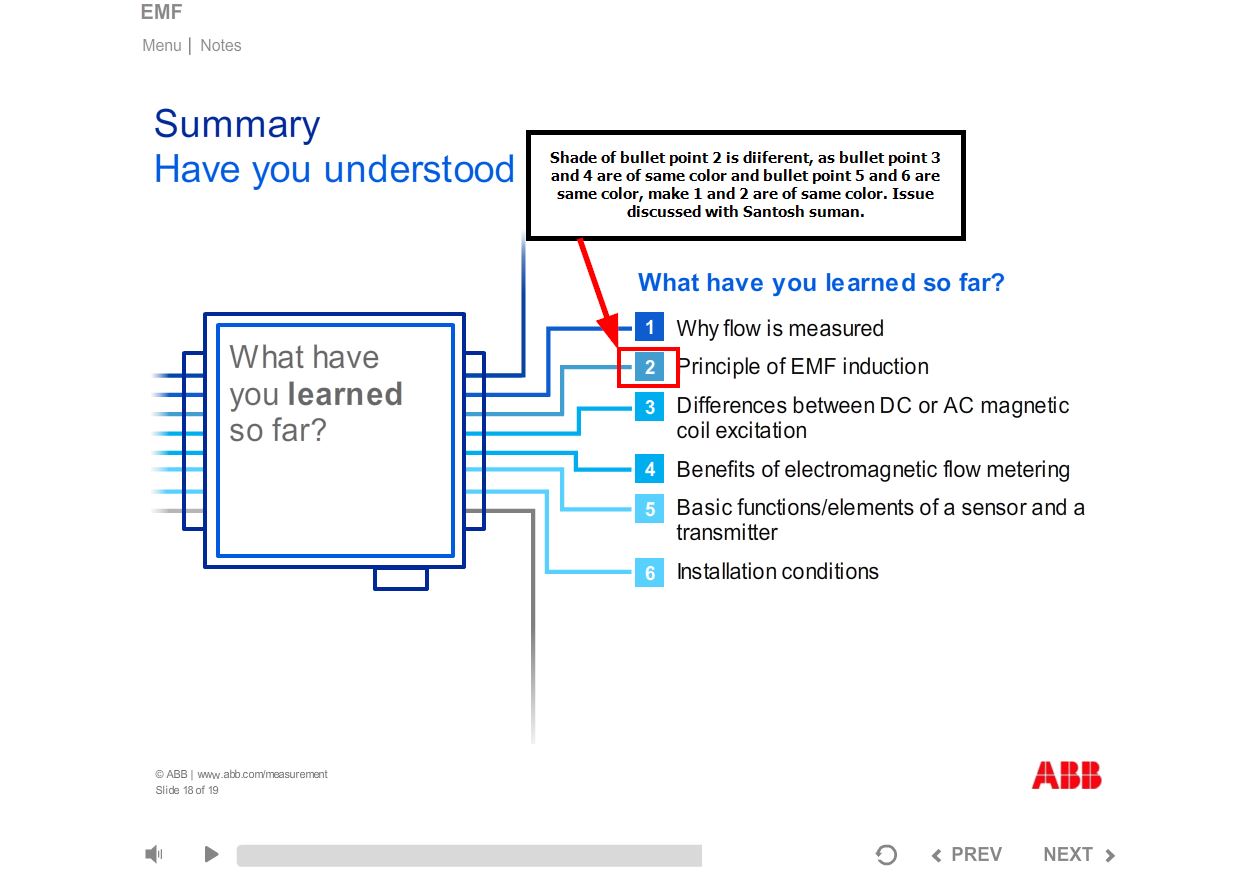 EMF
Menu | Notes
Summary
Have you understood
Shade of bullet point 2 is diiferent, as bullet point 3
and 4 are of same color and bullet point 5 and 6 are
same color, make 1 and 2 are of same color. Issue
discussed with Santosh suman.
What have you learned so far?
What have
you learned
so far?
1 Why flow is measured
2 Principle of EMF induction
3 Differences between DC or AC magnetic
coil excitation
4 Benefits of electromagnetic flow metering
5 Basic functions/elements of a sensor and a
transmitter
6 Installation conditions
© ABB | www.abb.com/measurement
Slide 18 of 19
ABB
PREV
NEXT